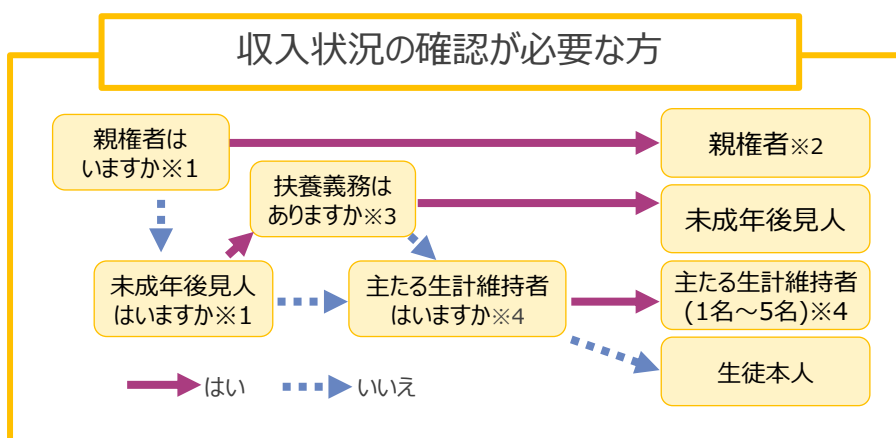 収入状況の確認が必要な方
親権者は
いますか※1
親権者※2
扶養義務は
ありますか※3
未成年後見人
未成年後見人
はいますか※1
主たる生計維持者
はいますか※4
主たる生計維持者
(1名～5名)※4
生徒本人
はい
いいえ